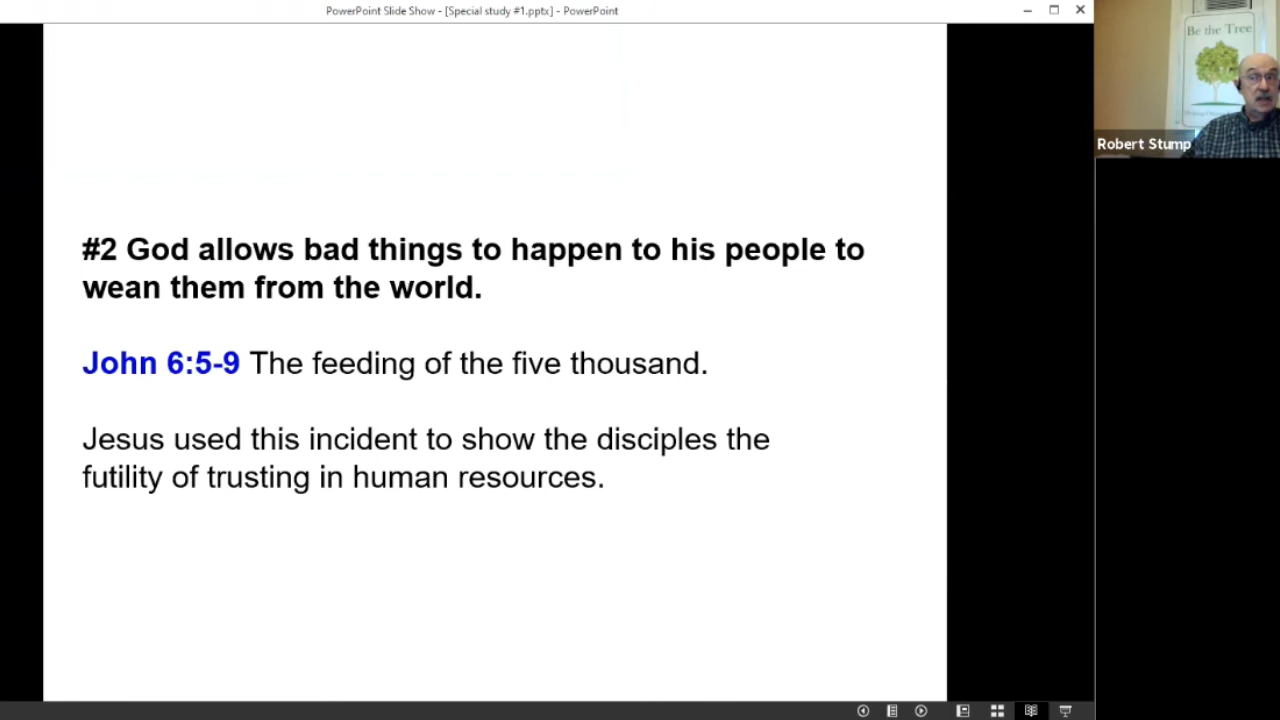 PowerPoint Slide Show - [Special study #1.pptx] - PowerPoint
Be the Tree
Robert Stump
#2 God allows bad things to happen to his people to
wean them from the world.
John 6:5-9 The feeding of the five thousand.
Jesus used this incident to show the disciples the
futility of trusting in human resources.